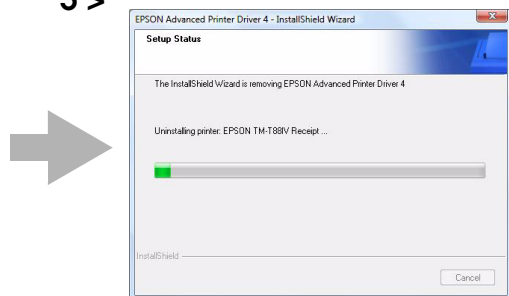 EPSON Advanced Printer Driver 4 - InstallShield Wizard
Setup Status
The InstallShield Wizard is removing EPSON Advanced Printer Driver 4
Uninstalling printer: EPSON TM-T88IV Receipt ...
InstallShield
Cancel